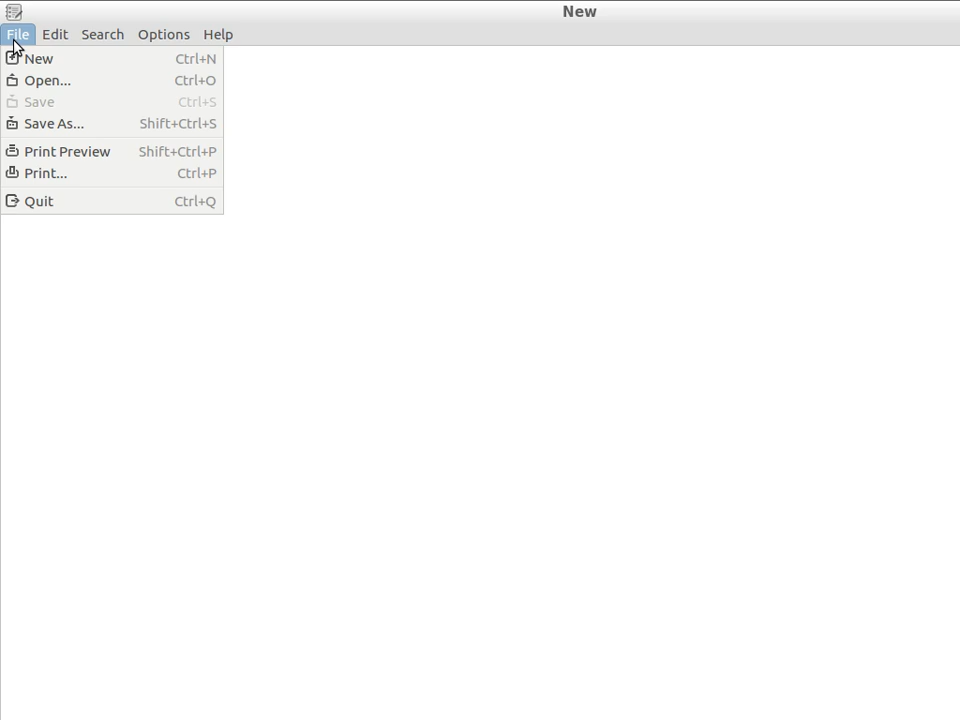 New
File Edit Search Options Help
New Ctrl+N
Open... Ctrl+O
Save Ctrl+S
Save As... Shift+Ctrl+S
Print Preview Shift+Ctrl+P
Print... Ctrl+P
Quit Ctrl+Q